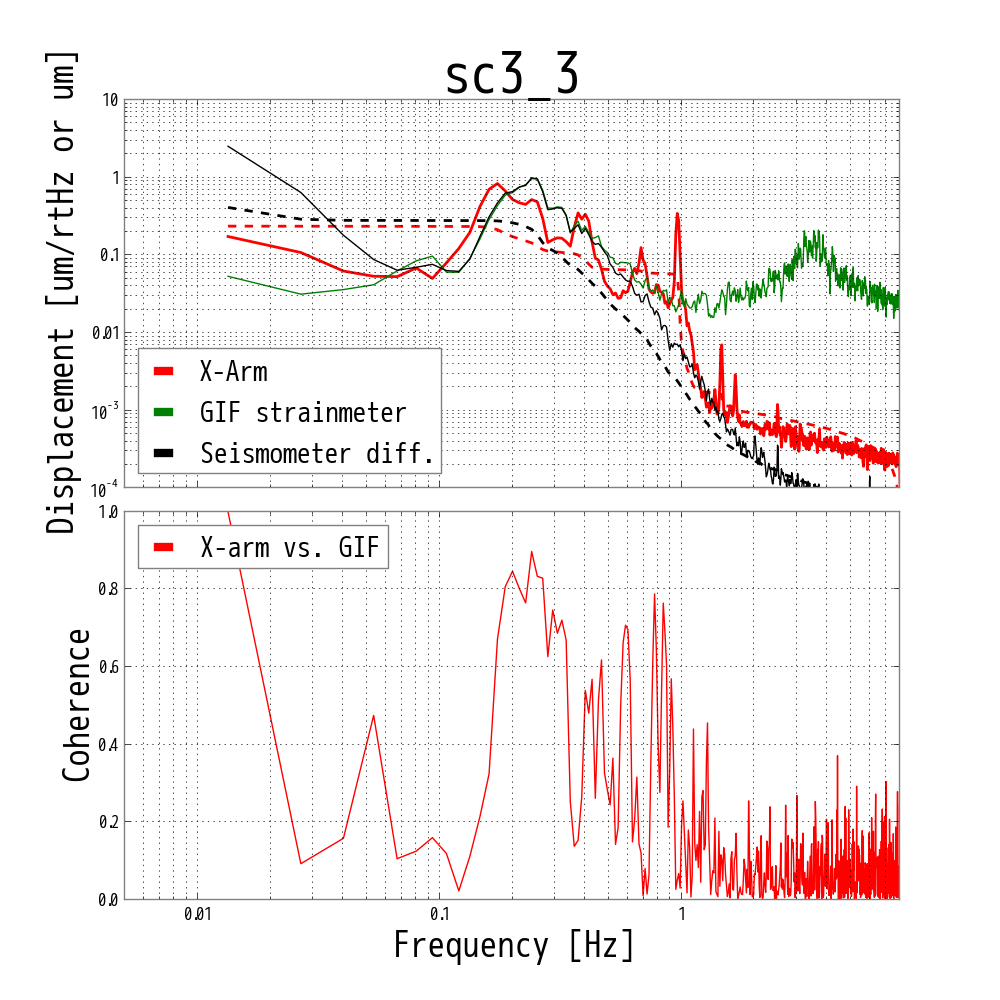 sc3_3
Displacement [um/rtHz or um]
10
1
0.1
0.01
10^-3
10^-4
X-Arm
GIF strainmeter
Seismometer diff.
Coherence
1.0
0.8
0.6
0.4
0.2
0.0
X-arm vs. GIF
0.01
0.1
1
Frequency [Hz]